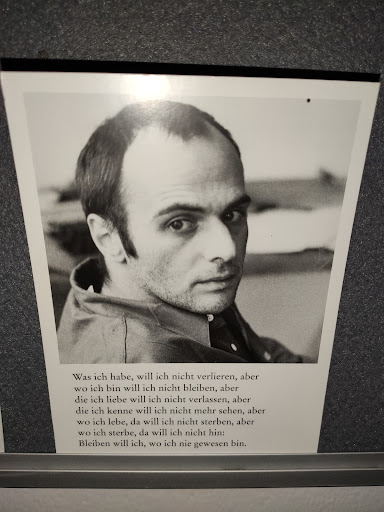 Was ich habe, will ich nicht verlieren, aber
wo ich bin will ich nicht bleiben, aber
die ich liebe will ich nicht verlassen, aber
die ich kenne will ich nicht mehr sehen, aber
wo ich lebe, da will ich nicht sterben, aber
wo ich sterbe, da will ich nicht hin:
Bleiben will ich, wo ich nie gewesen bin.